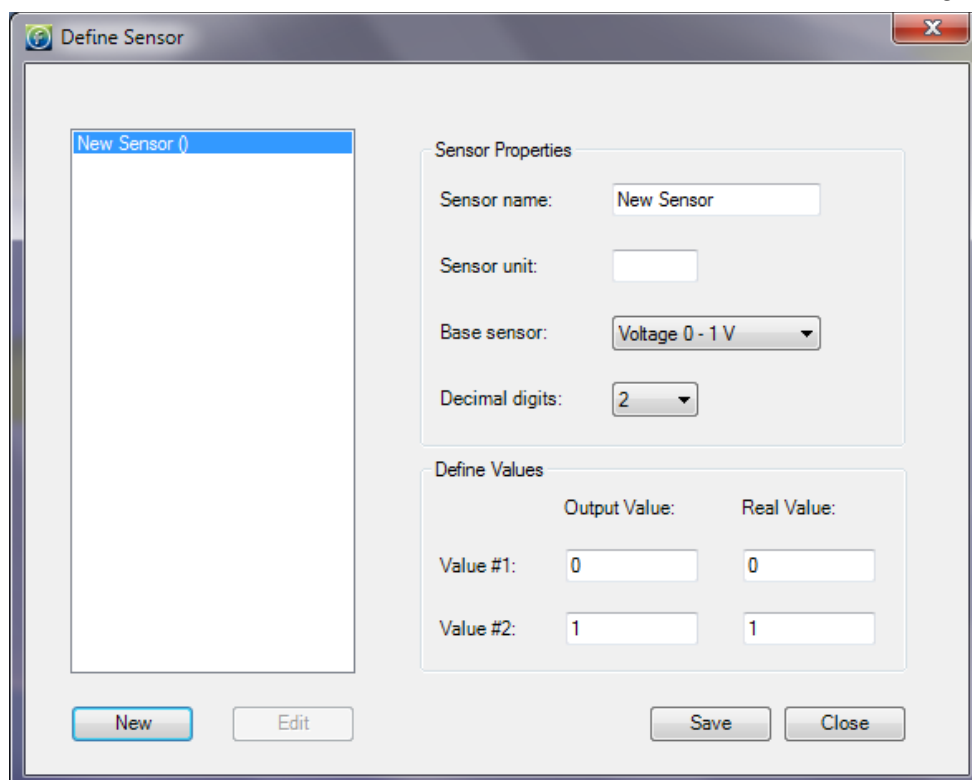 Define Sensor
New Sensor ()
Sensor Properties
Sensor name: New Sensor
Sensor unit:
Base sensor: Voltage 0 - 1 V
Decimal digits: 2
Define Values
Output Value: Real Value:
Value #1: 0 0
Value #2: 1 1
New Edit Save Close